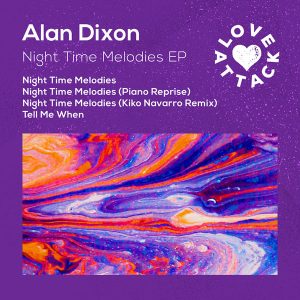 Alan Dixon
Night Time Melodies EP
LOVE
ATTACK
Night Time Melodies
Night Time Melodies (Piano Reprise)
Night Time Melodies (Kiko Navarro Remix)
Tell Me When